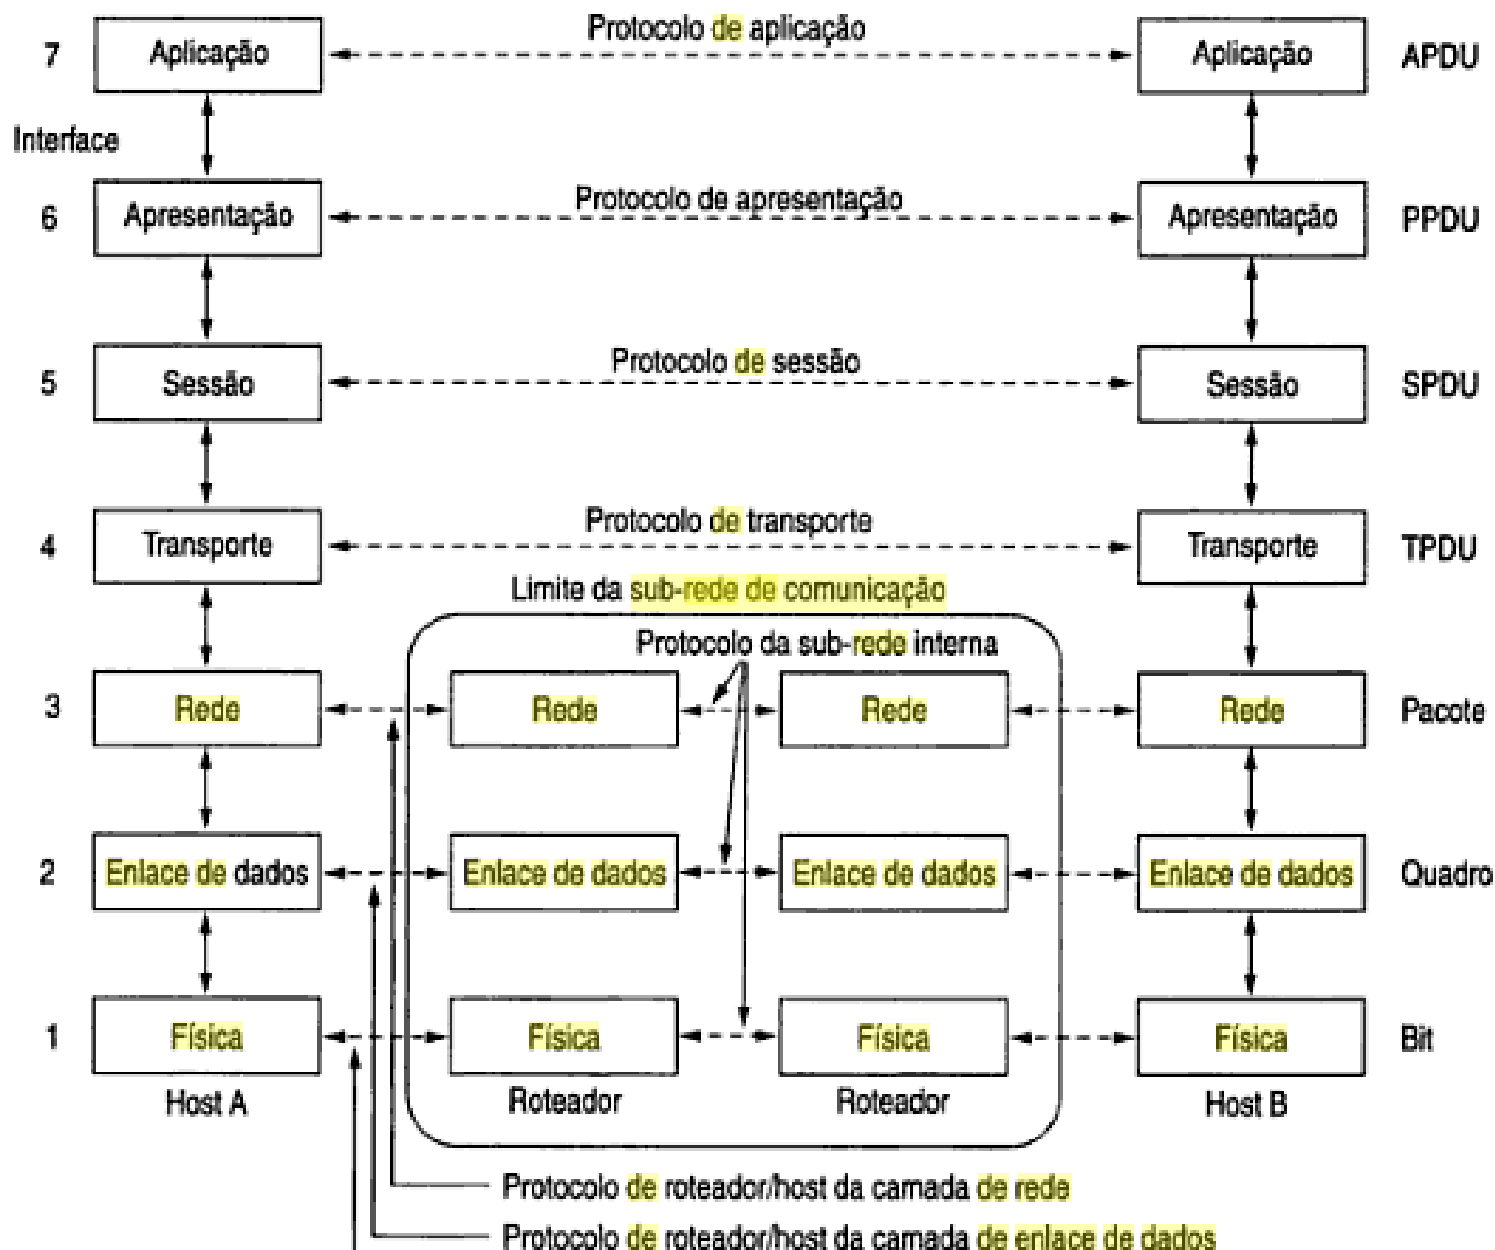 Protocolo de aplicação
7 Aplicação Aplicação APDU
Interface
Protocolo de apresentação
6 Apresentação Apresentação PPDU
Protocolo de sessão
5 Sessão Sessão SPDU
Protocolo de transporte
4 Transporte Transporte TPDU
Limite da sub-rede de comunicação
Protocolo da sub-rede interna
3 Rede Rede Rede Rede Pacote
2 Enlace de dados Enlace de dados Enlace de dados Enlace de dados Quadro
1 Física Física Física Física Bit
Host A Roteador Roteador Host B
Protocolo de roteador/host da camada de rede
Protocolo de roteador/host da camada de enlace de dados